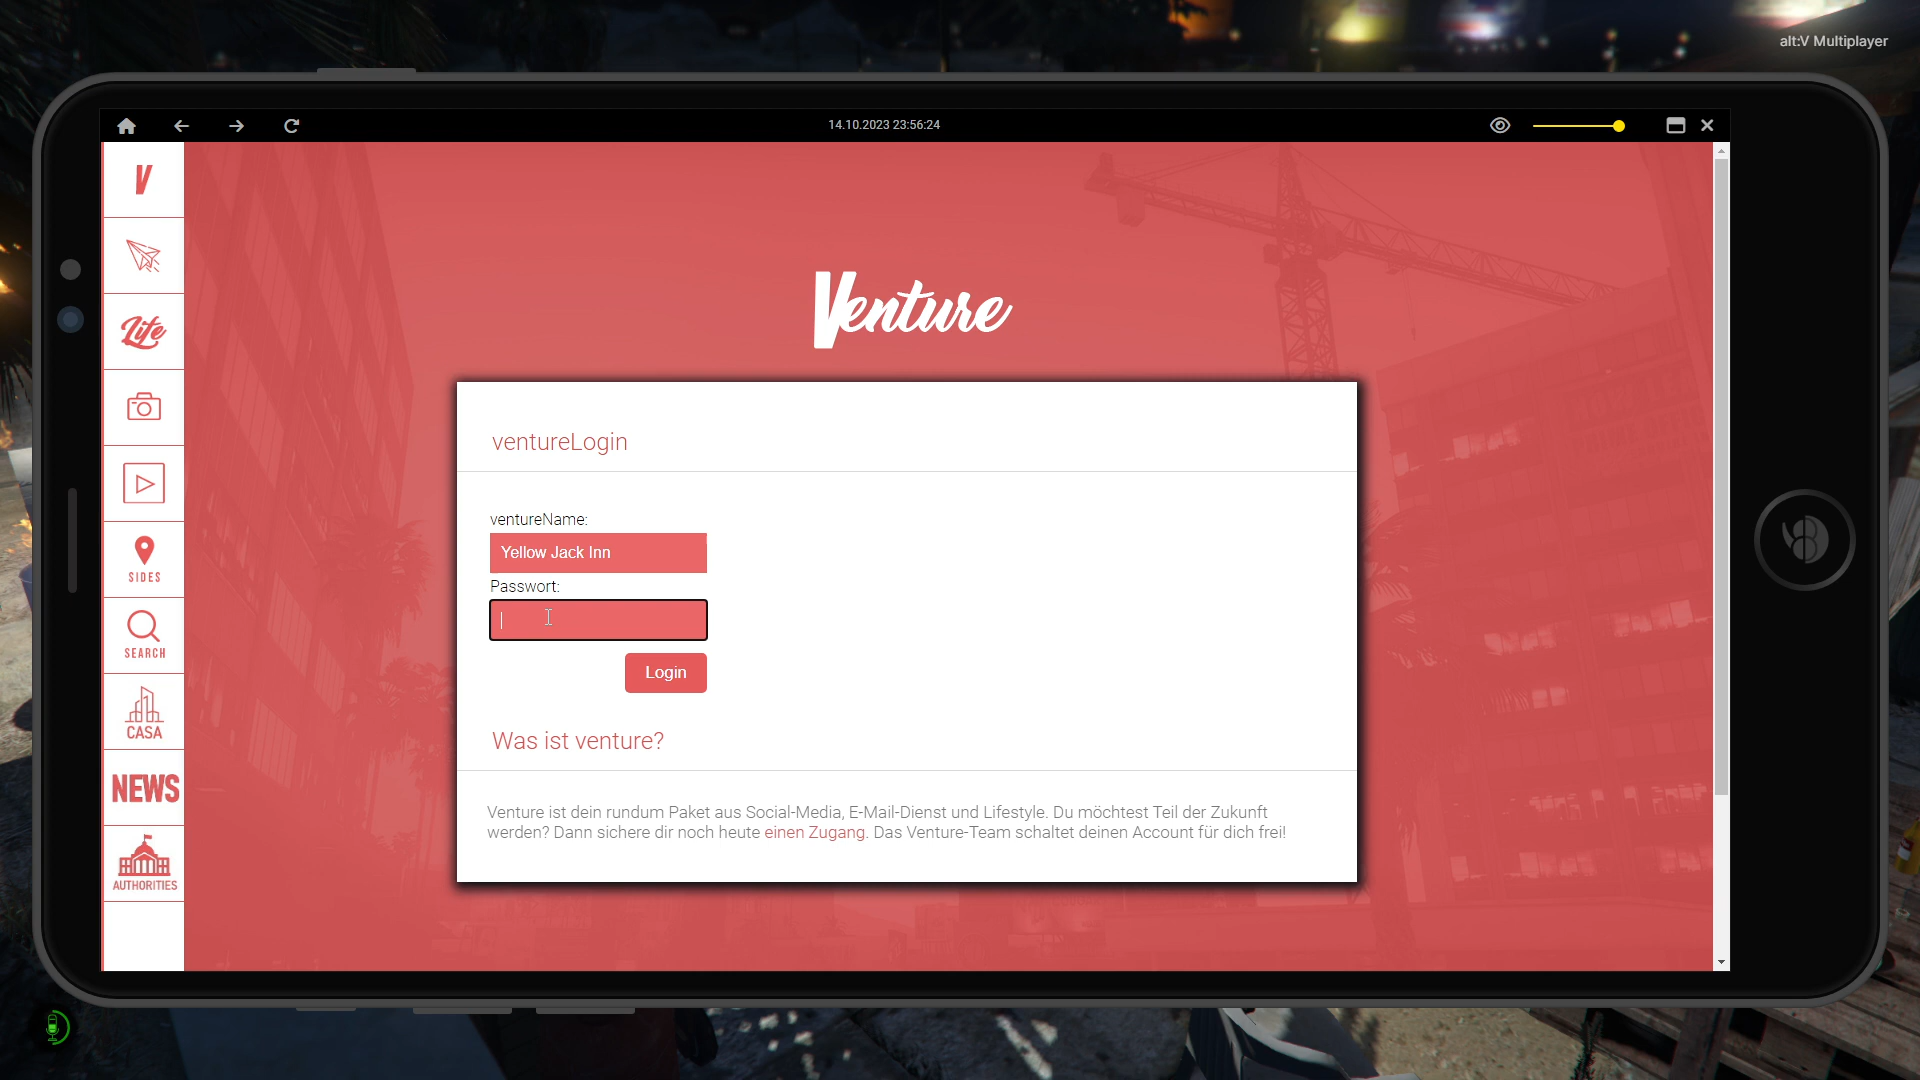 alt:V Multiplayer
14.10.2023 23:56:24
V
Life
SIDES
SEARCH
CASA
NEWS
AUTHORITIES
Venture
ventureLogin
ventureName:
Yellow Jack Inn
Passwort:
Login
Was ist venture?
Venture ist dein rundum Paket aus Social-Media, E-Mail-Dienst und Lifestyle. Du möchtest Teil der Zukunft
werden? Dann sichere dir noch heute einen Zugang. Das Venture-Team schaltet deinen Account für dich frei!